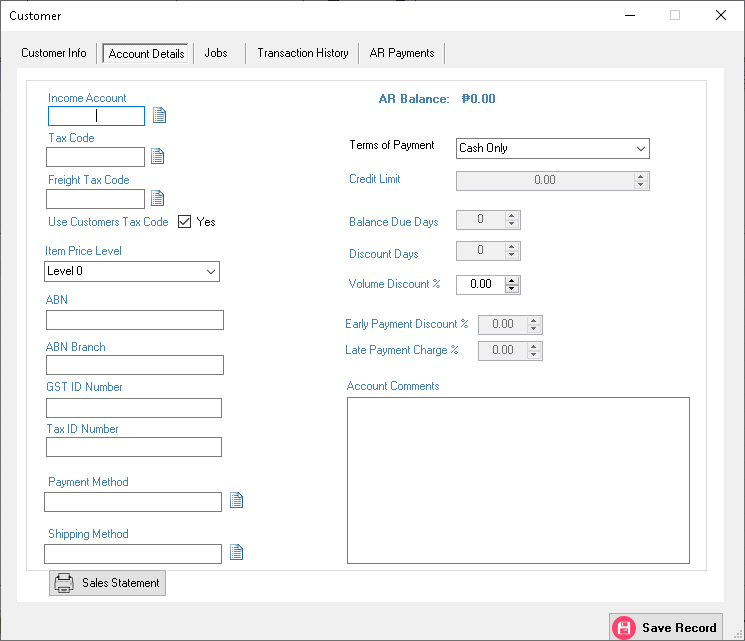 Customer
Customer Info
Account Details
Jobs
Transaction History
AR Payments
Income Account
Tax Code
Freight Tax Code
Use Customers Tax Code
Yes
Item Price Level
Level 0
ABN
ABN Branch
GST ID Number
Tax ID Number
Payment Method
Shipping Method
Sales Statement
AR Balance: ₱0.00
Terms of Payment
Cash Only
Credit Limit
0.00
Balance Due Days
0
Discount Days
0
Volume Discount %
0.00
Early Payment Discount %
0.00
Late Payment Charge %
0.00
Account Comments
Save Record